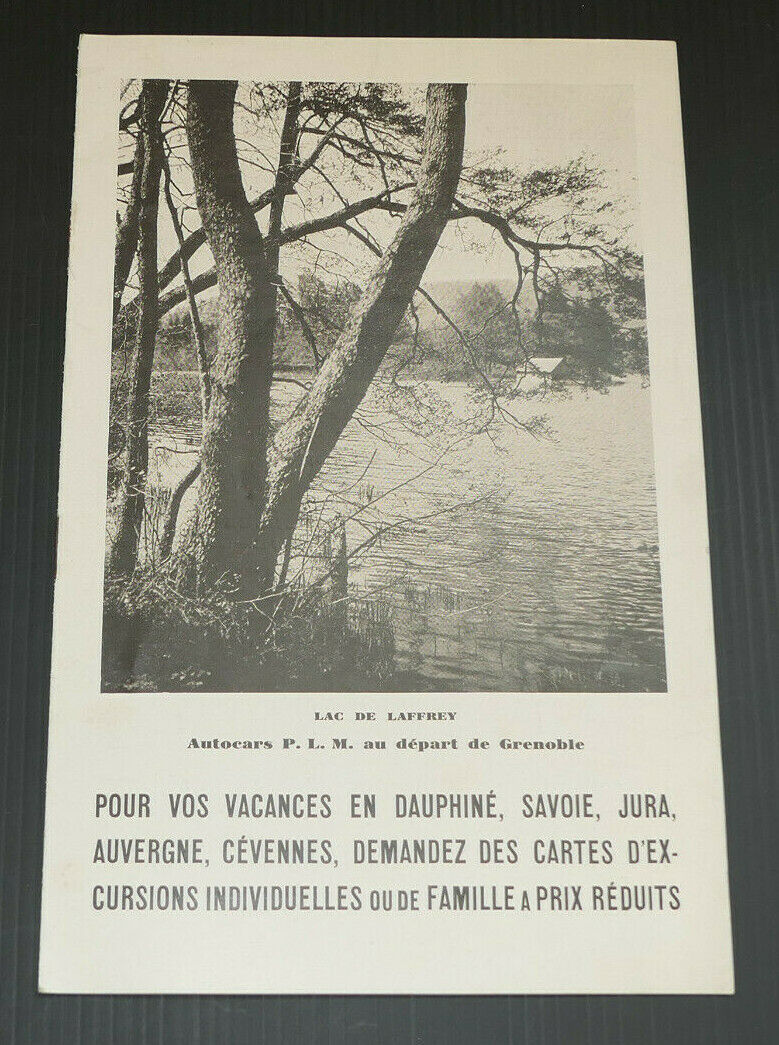 LAC DE LAFFREY
Autocars P. L. M. au départ de Grenoble
POUR VOS VACANCES EN DAUPHINÉ, SAVOIE, JURA,
AUVERGNE, CÉVENNES, DEMANDEZ DES CARTES D'EX-
CURSIONS INDIVIDUELLES OU DE FAMILLE A PRIX RÉDUITS